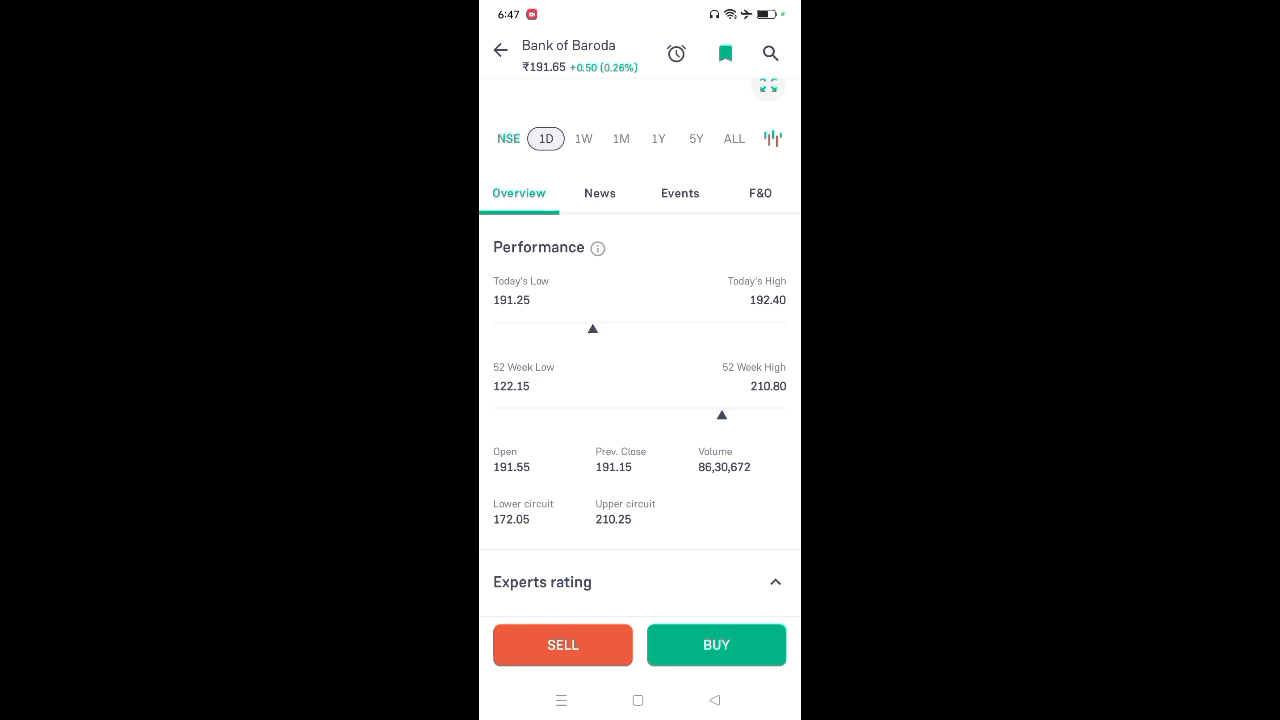 6:47
Bank of Baroda
₹191.65 +0.50 (0.26%)
NSE 1D 1W 1M 1Y 5Y ALL
Overview News Events F&O
Performance
Today's Low Today's High
191.25 192.40
52 Week Low 52 Week High
122.15 210.80
Open Prev. Close Volume
191.55 191.15 86,30,672
Lower circuit Upper circuit
172.05 210.25
Experts rating
SELL BUY